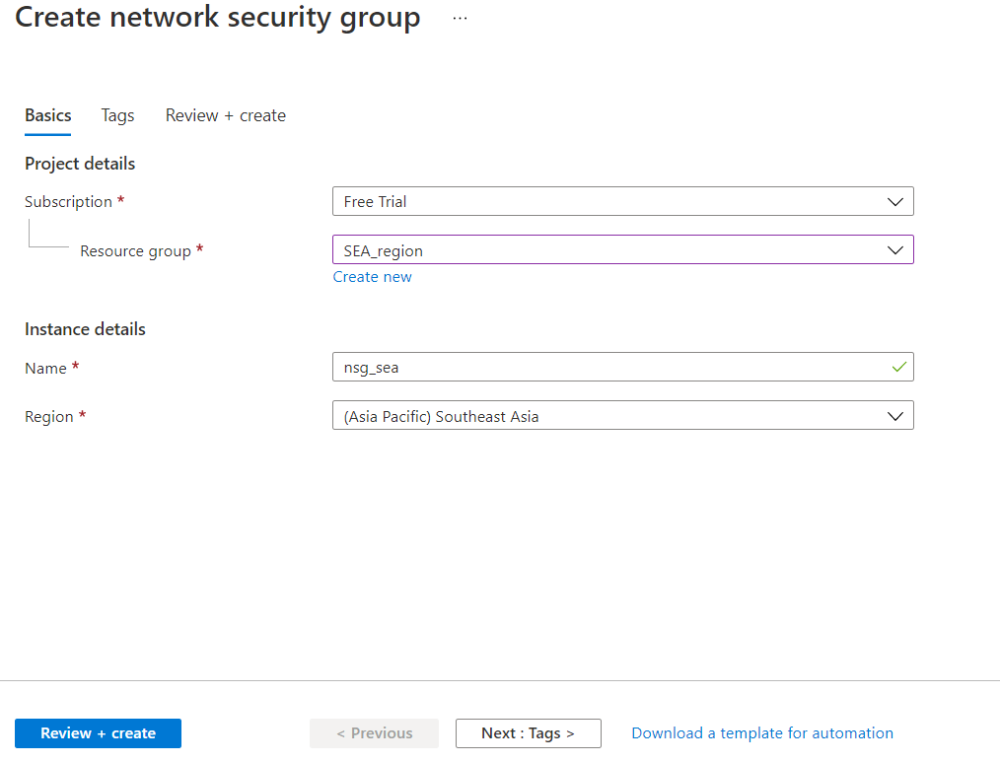 Create network security group ...
Basics Tags Review + create
Project details
Subscription * Free Trial
Resource group * SEA_region
Create new
Instance details
Name * nsg_sea
Region * (Asia Pacific) Southeast Asia
Review + create < Previous Next : Tags > Download a template for automation